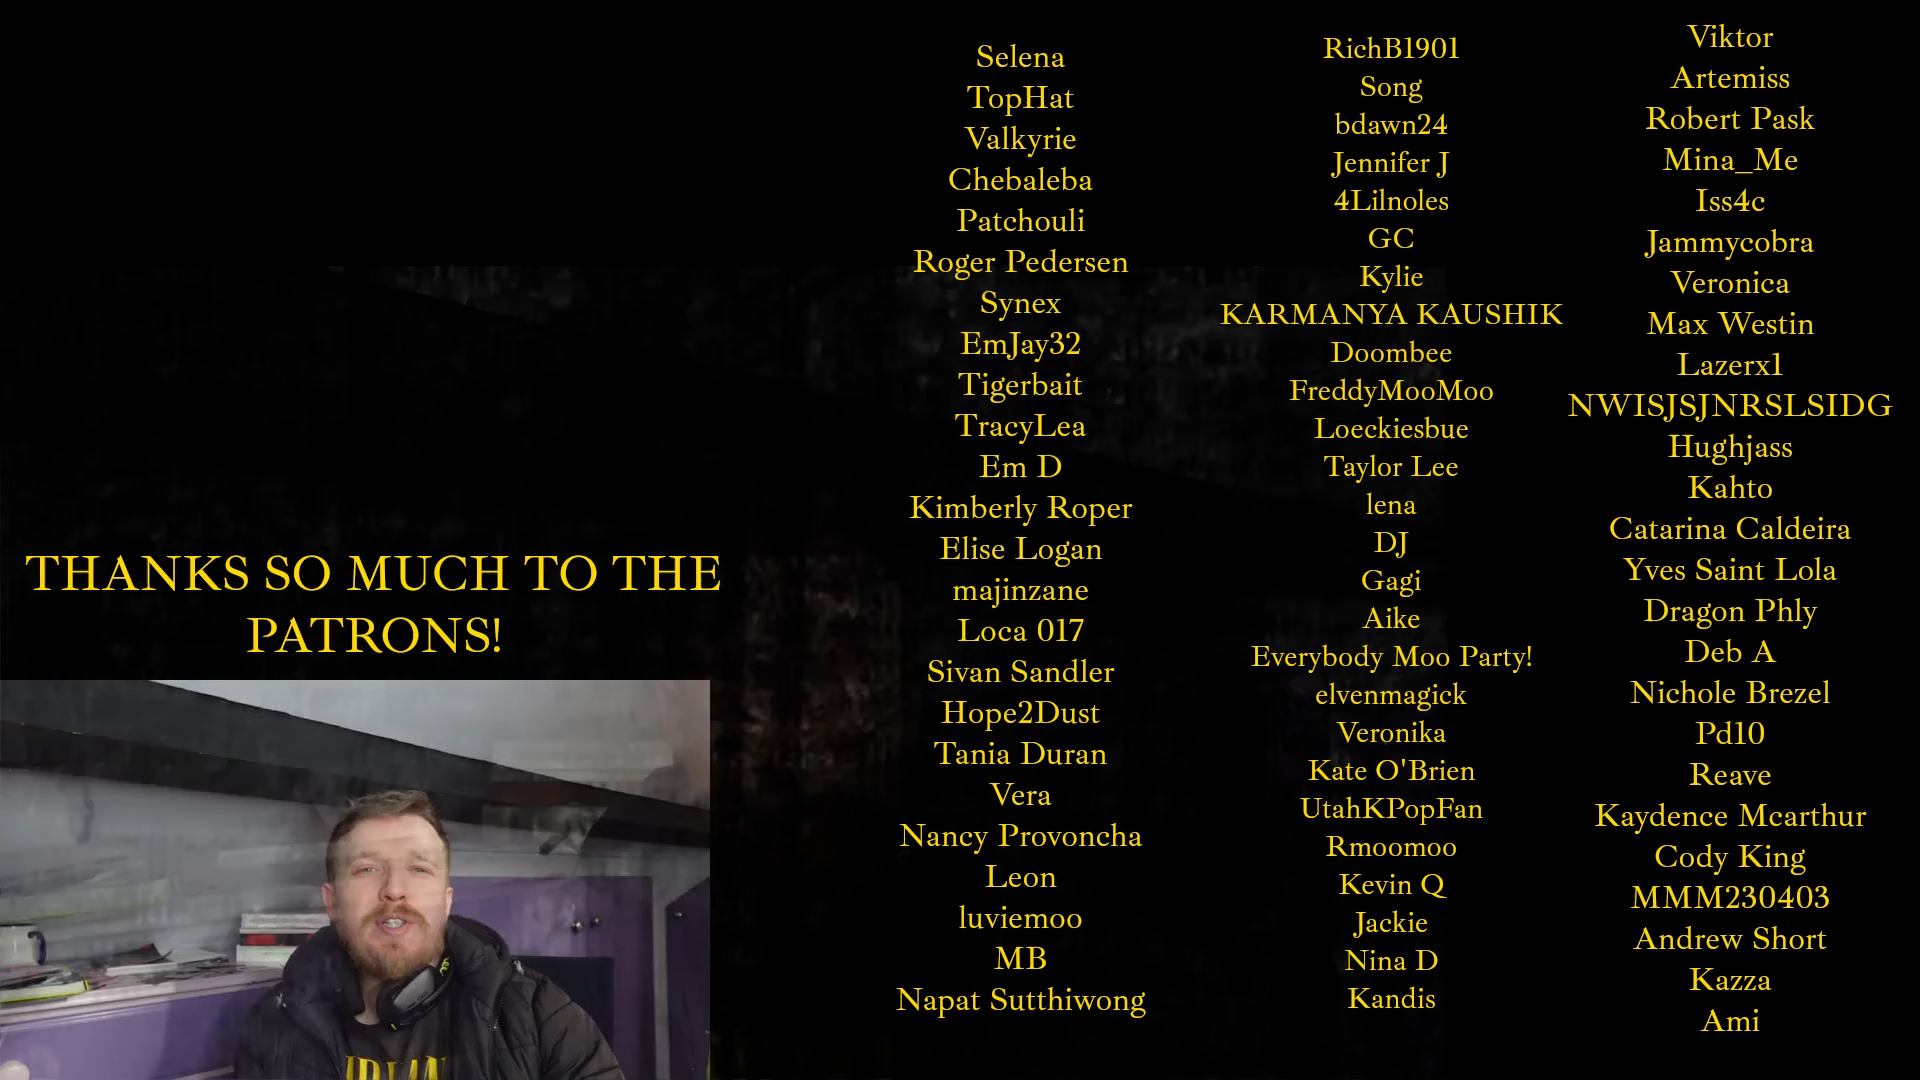 THANKS SO MUCH TO THE
PATRONS!
Selena
TopHat
Valkyrie
Chebaleba
Patchouli
Roger Pedersen
Synex
EmJay32
Tigerbait
TracyLea
Em D
Kimberly Roper
Elise Logan
majinzane
Loca 017
Sivan Sandler
Hope2Dust
Tania Duran
Vera
Nancy Provoncha
Leon
luviemoo
MB
Napat Sutthiwong
RichB1901
Song
bdawn24
Jennifer J
4Lilnoles
GC
Kylie
KARMANYA KAUSHIK
Doombee
FreddyMooMoo
Loeckiesbue
Taylor Lee
lena
DJ
Gagi
Aike
Everybody Moo Party!
elvenmagick
Veronika
Kate O'Brien
UtahKPopFan
Rmoomoo
Kevin Q
Jackie
Nina D
Kandis
Viktor
Artemiss
Robert Pask
Mina_Me
Iss4c
Jammycobra
Veronica
Max Westin
Lazerx1
NWISJSJNRSLSIDG
Hughjass
Kahto
Catarina Caldeira
Yves Saint Lola
Dragon Phly
Deb A
Nichole Brezel
Pd10
Reave
Kaydence Mcarthur
Cody King
MMM230403
Andrew Short
Kazza
Ami